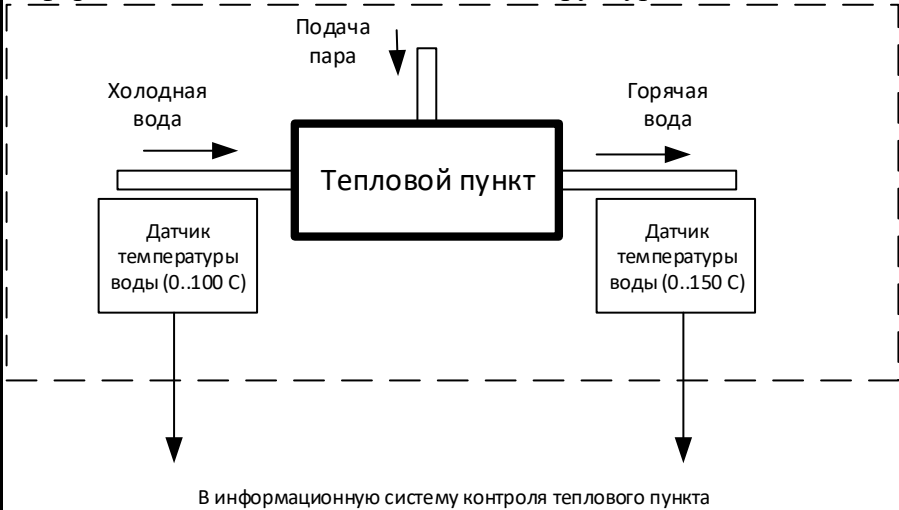 Подача
пара
Холодная
вода
Горячая
вода
Тепловой пункт
Датчик
температуры
воды (0..100 С)
Датчик
температуры
воды (0..150 С)
В информационную систему контроля теплового пункта